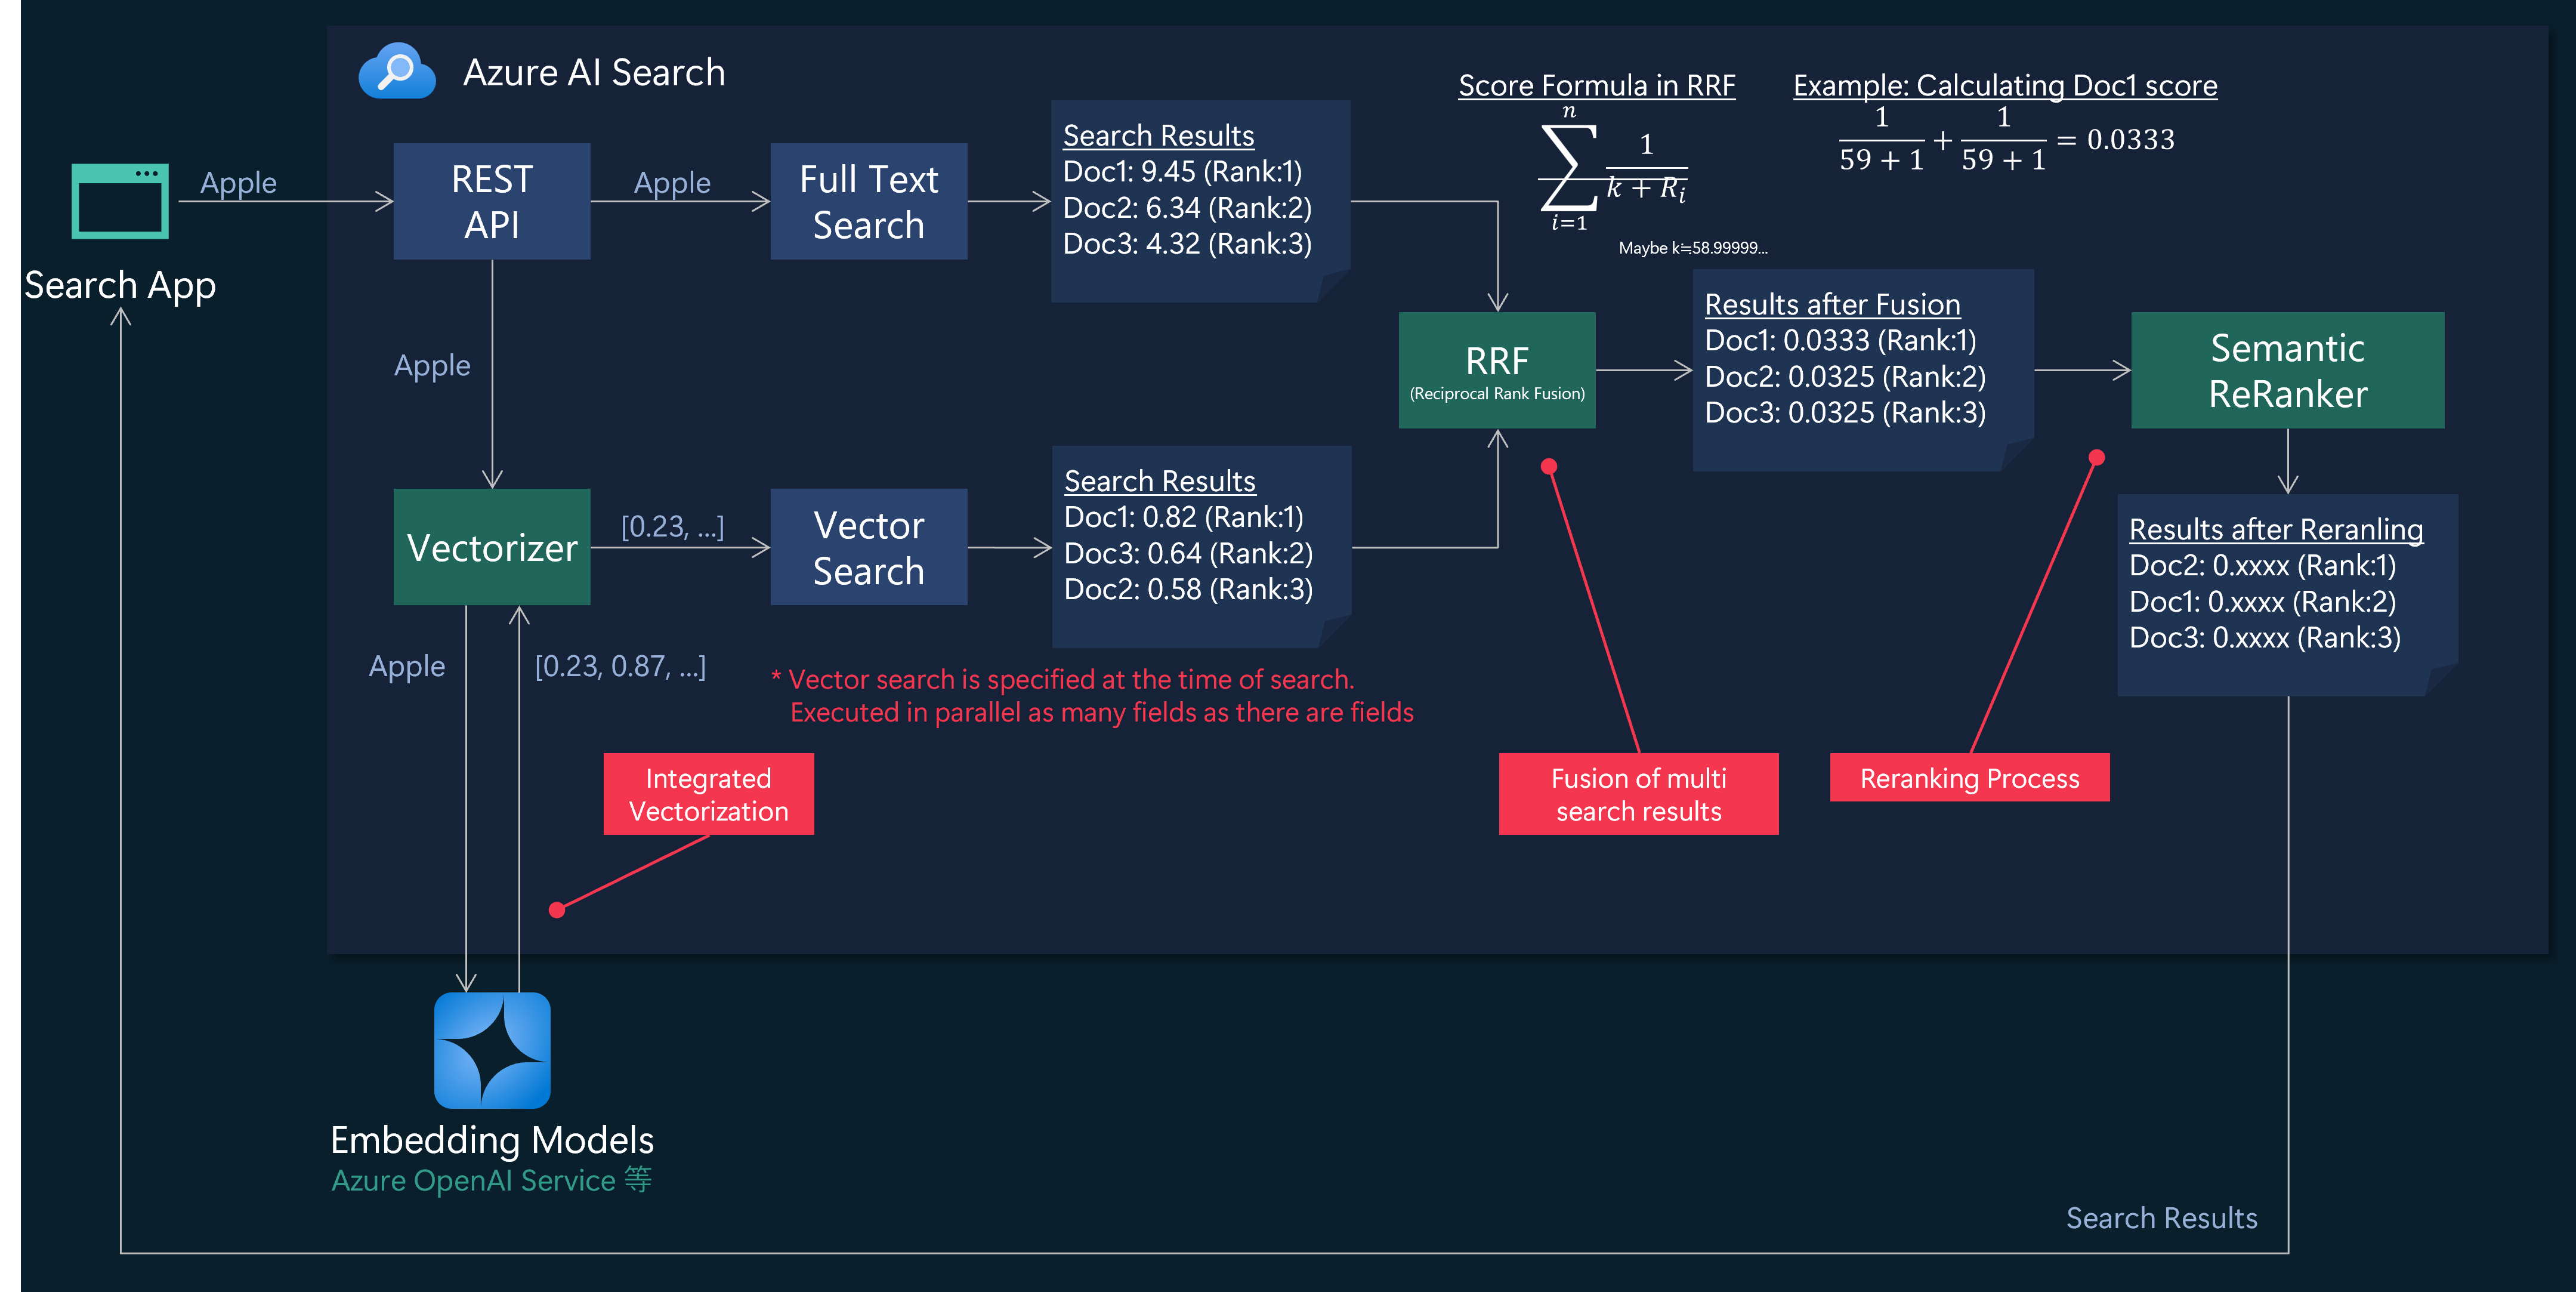 Azure AI Search
Search App
Apple
REST
API
Apple
Full Text
Search
Search Results
Doc1: 9.45 (Rank:1)
Doc2: 6.34 (Rank:2)
Doc3: 4.32 (Rank:3)
Score Formula in RRF
n
∑ 1 / (k + Rᵢ)
i=1
Maybe k≒58.99999...
Example: Calculating Doc1 score
1 / (59 + 1) + 1 / (59 + 1) = 0.0333
Apple
Vectorizer
[0.23, ...]
Vector
Search
Search Results
Doc1: 0.82 (Rank:1)
Doc3: 0.64 (Rank:2)
Doc2: 0.58 (Rank:3)
RRF
(Reciprocal Rank Fusion)
Results after Fusion
Doc1: 0.0333 (Rank:1)
Doc2: 0.0325 (Rank:2)
Doc3: 0.0325 (Rank:3)
Semantic
ReRanker
Results after Reranling
Doc2: 0.xxxx (Rank:1)
Doc1: 0.xxxx (Rank:2)
Doc3: 0.xxxx (Rank:3)
Apple
[0.23, 0.87, ...]
* Vector search is specified at the time of search.
Executed in parallel as many fields as there are fields
Integrated
Vectorization
Fusion of multi
search results
Reranking Process
Embedding Models
Azure OpenAI Service 等
Search Results